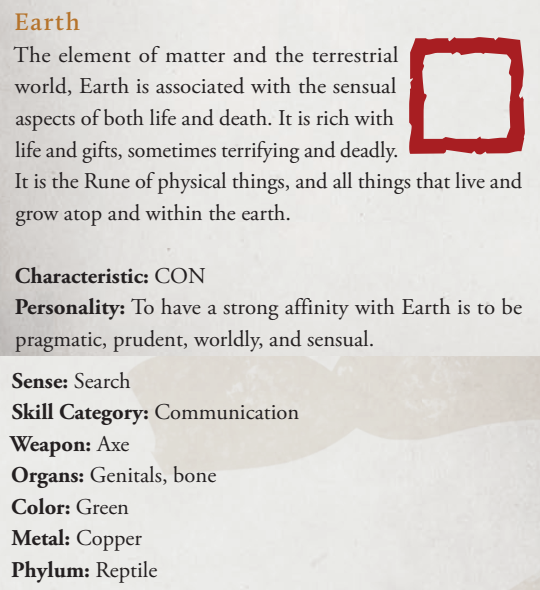 Earth
The element of matter and the terrestrial
world, Earth is associated with the sensual
aspects of both life and death. It is rich with
life and gifts, sometimes terrifying and deadly.
It is the Rune of physical things, and all things that live and
grow atop and within the earth.
Characteristic: CON
Personality: To have a strong affinity with Earth is to be
pragmatic, prudent, worldly, and sensual.
Sense: Search
Skill Category: Communication
Weapon: Axe
Organs: Genitals, bone
Color: Green
Metal: Copper
Phylum: Reptile